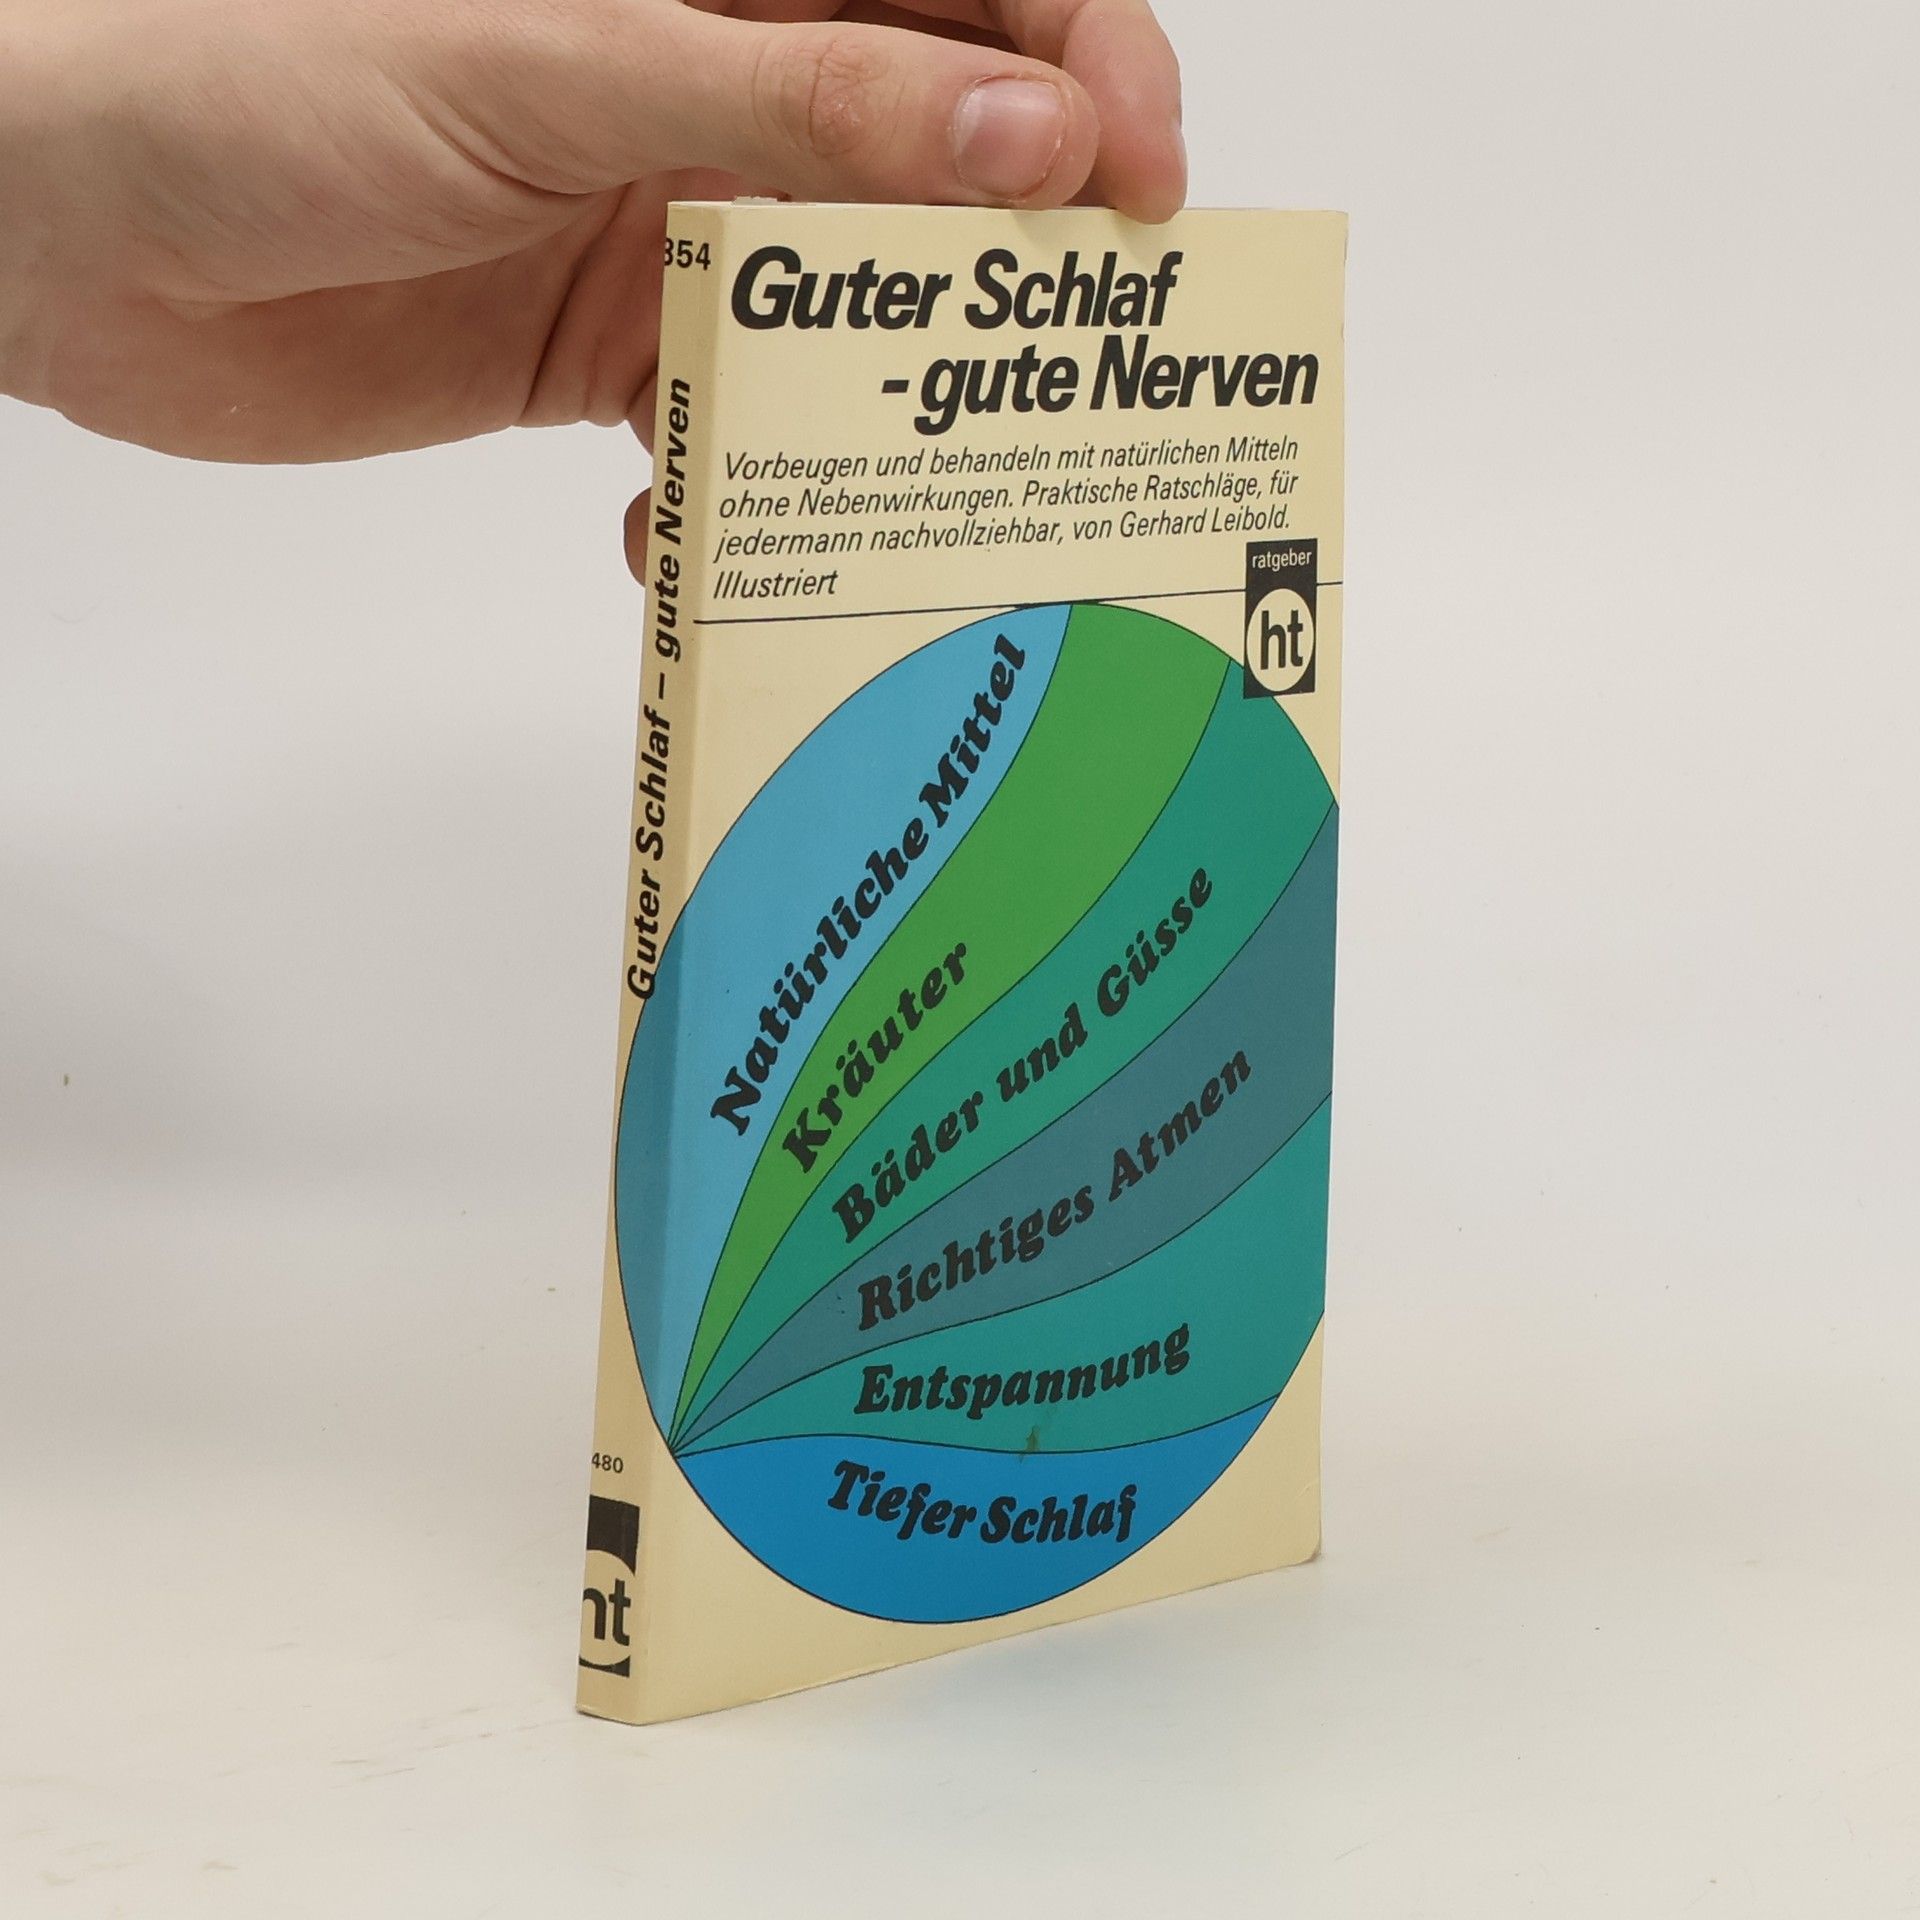 354
Guter Schlaf
- gute Nerven
Vorbeugen und behandeln mit natürlichen Mitteln
ohne Nebenwirkungen. Praktische Ratschläge, für
jedermann nachvollziehbar, von Gerhard Leibold.
Illustriert
ratgeber
ht
Natürliche Mittel
Kräuter
Bäder und Güsse
Richtiges Atmen
Entspannung
Tiefer Schlaf
Guter Schlaf – gute Nerven
480
ht